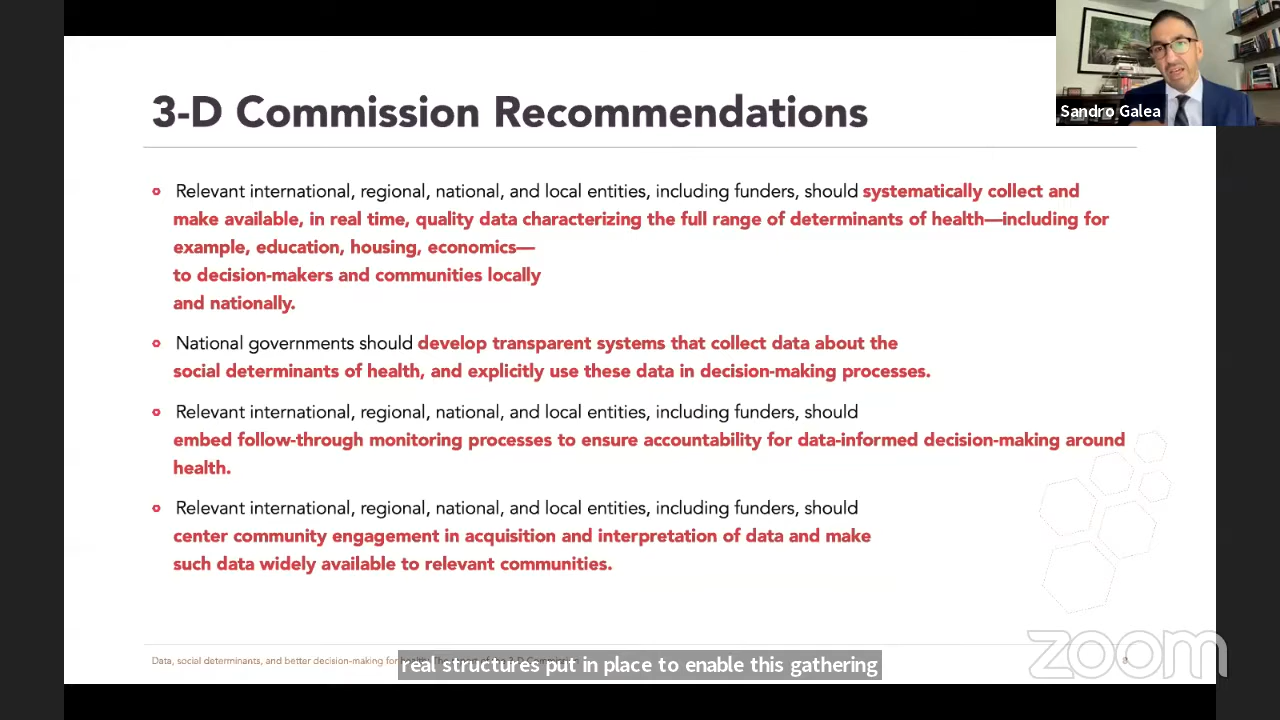 3-D Commission Recommendations
Sandro Galea
Relevant international, regional, national, and local entities, including funders, should systematically collect and
make available, in real time, quality data characterizing the full range of determinants of health—including for
example, education, housing, economics—
to decision-makers and communities locally
and nationally.
National governments should develop transparent systems that collect data about the
social determinants of health, and explicitly use these data in decision-making processes.
Relevant international, regional, national, and local entities, including funders, should
embed follow-through monitoring processes to ensure accountability for data-informed decision-making around
health.
Relevant international, regional, national, and local entities, including funders, should
center community engagement in acquisition and interpretation of data and make
such data widely available to relevant communities.
Data, social determinants, and better decision-making for
real structures put in place to enable this gathering
zoom